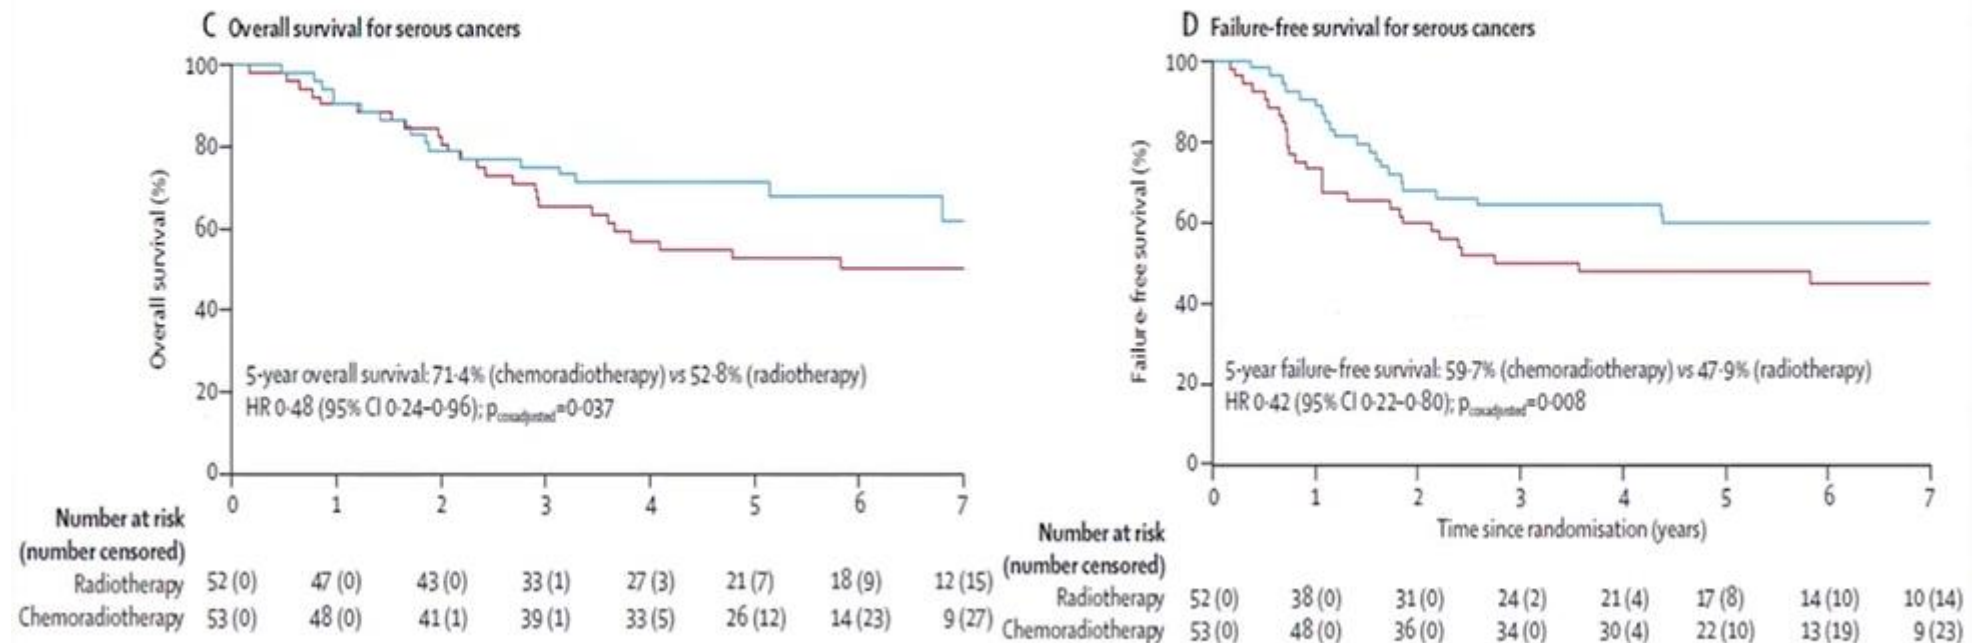 C Overall survival for serous cancers
100
80
60
40
20
0
Overall survival (%)
5-year overall survival: 71·4% (chemoradiotherapy) vs 52·8% (radiotherapy)
HR 0·48 (95% CI 0·24–0·96); pcoxadjusted=0·037
0 1 2 3 4 5 6 7
Number at risk
(number censored)
Radiotherapy 52 (0) 47 (0) 43 (0) 33 (1) 27 (3) 21 (7) 18 (9) 12 (15)
Chemoradiotherapy 53 (0) 48 (0) 41 (1) 39 (1) 33 (5) 26 (12) 14 (23) 9 (27)
D Failure-free survival for serous cancers
100
80
60
40
20
0
Failure-free survival (%)
5-year failure-free survival: 59·7% (chemoradiotherapy) vs 47·9% (radiotherapy)
HR 0·42 (95% CI 0·22–0·80); pcoxadjusted=0·008
0 1 2 3 4 5 6 7
Time since randomisation (years)
Number at risk
(number censored)
Radiotherapy 52 (0) 38 (0) 31 (0) 24 (2) 21 (4) 17 (8) 14 (10) 10 (14)
Chemoradiotherapy 53 (0) 48 (0) 36 (0) 34 (0) 30 (4) 22 (10) 13 (19) 9 (23)